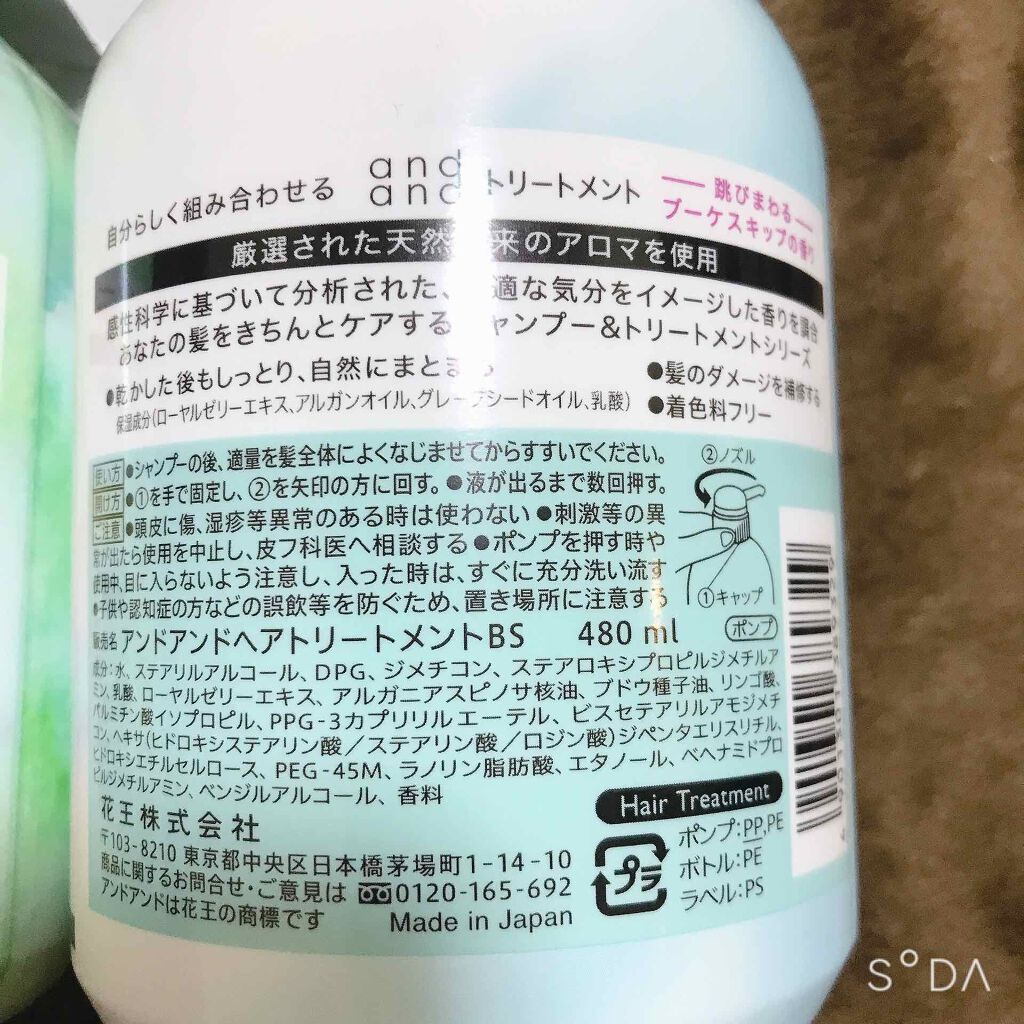 自分らしく組み合わせる and and トリートメント
跳びまわる
ブーケスキップの香り
厳選された天然 来のアロマを使用
感性科学に基づいて分析された、 適な気分をイメージした香りを調合
あなたの髪をきちんとケアする シャンプー&トリートメントシリーズ
●乾かした後もしっとり、自然にまとまる
保湿成分(ローヤルゼリーエキス、アルガンオイル、グレープシードオイル、乳酸)
●髪のダメージを補修する
●着色料フリー
使い方 ●シャンプーの後、適量を髪全体によくなじませてからすすいでください。
開け方 ●①を手で固定し、②を矢印の方に回す。●液が出るまで数回押す。
ご注意 ●頭皮に傷、湿疹等異常のある時は使わない ●刺激等の異
常が出たら使用を中止し、皮フ科医へ相談する ●ポンプを押す時や
使用中、目に入らないよう注意し、入った時は、すぐに充分洗い流す
●子供や認知症の方などの誤飲等を防ぐため、置き場所に注意する
②ノズル
①キャップ
ポンプ
販売名 アンドアンドヘアトリートメントBS 480 ml
成分:水、ステアリルアルコール、DPG、ジメチコン、ステアロキシプロピルジメチルア
ミン、乳酸、ローヤルゼリーエキス、アルガニアスピノサ核油、ブドウ種子油、リンゴ酸、
パルミチン酸イソプロピル、PPG-3カプリリルエーテル、ビスセテアリルアモジメチ
コン、ヘキサ(ヒドロキシステアリン酸/ステアリン酸/ロジン酸)ジペンタエリスリチル、
ヒドロキシエチルセルロース、PEG-45M、ラノリン脂肪酸、エタノール、ベヘナミドプロ
ピルジメチルアミン、ベンジルアルコール、香料
花王株式会社
〒103-8210 東京都中央区日本橋茅場町1-14-10
商品に関するお問合せ・ご意見は 0120-165-692
アンドアンドは花王の商標です Made in Japan
Hair Treatment
プラ
ポンプ:PP,PE
ボトル:PE
ラベル:PS
SODA